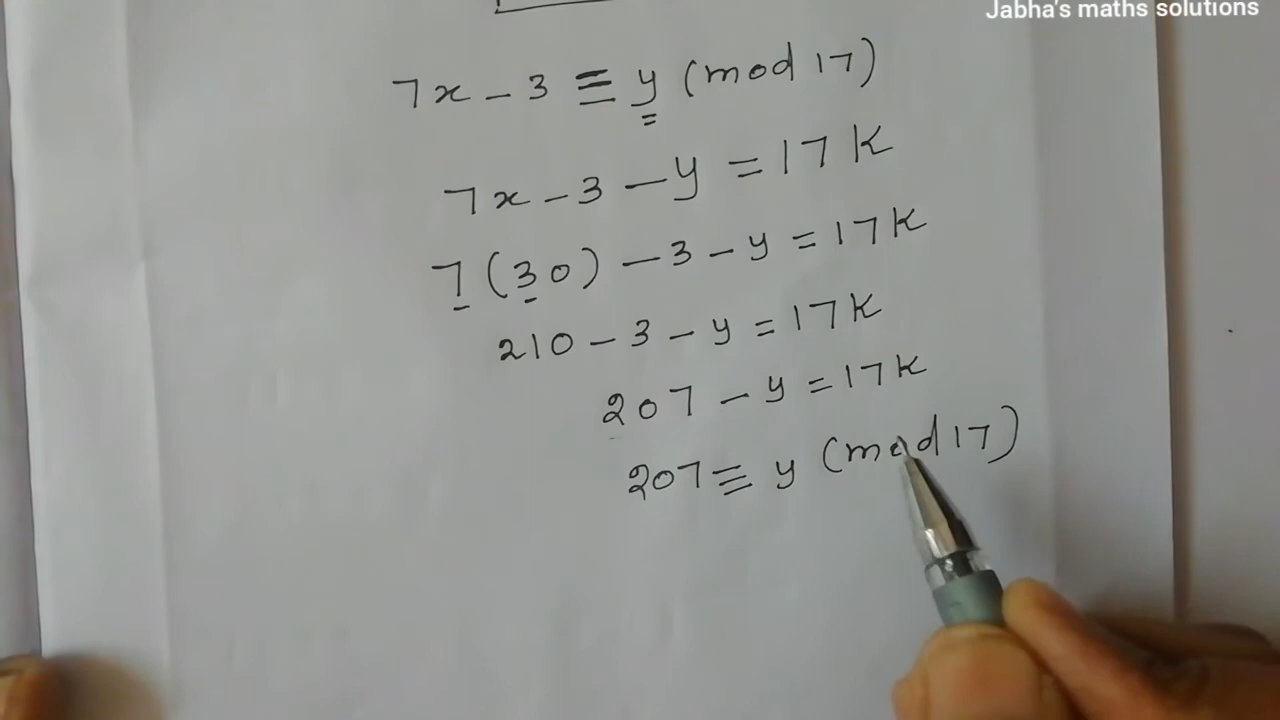 Jabha's maths solutions
7x - 3 ≡ y (mod 17)
7x - 3 - y = 17K
7(30) - 3 - y = 17K
210 - 3 - y = 17K
207 - y = 17K
207 ≡ y (mod 17)